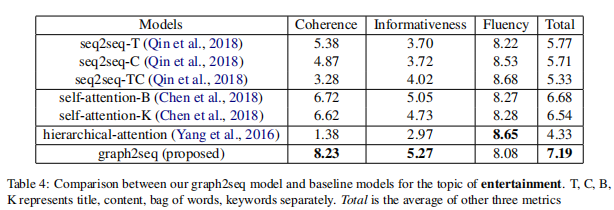 Models Coherence Informativeness Fluency Total
seq2seq-T (Qin et al., 2018) 5.38 3.70 8.22 5.77
seq2seq-C (Qin et al., 2018) 4.87 3.72 8.53 5.71
seq2seq-TC (Qin et al., 2018) 3.28 4.02 8.68 5.33
self-attention-B (Chen et al., 2018) 6.72 5.05 8.27 6.68
self-attention-K (Chen et al., 2018) 6.62 4.73 8.28 6.54
hierarchical-attention (Yang et al., 2016) 1.38 2.97 8.65 4.33
graph2seq (proposed) 8.23 5.27 8.08 7.19
Table 4: Comparison between our graph2seq model and baseline models for the topic of entertainment. T, C, B,
K represents title, content, bag of words, keywords separately. Total is the average of other three metrics